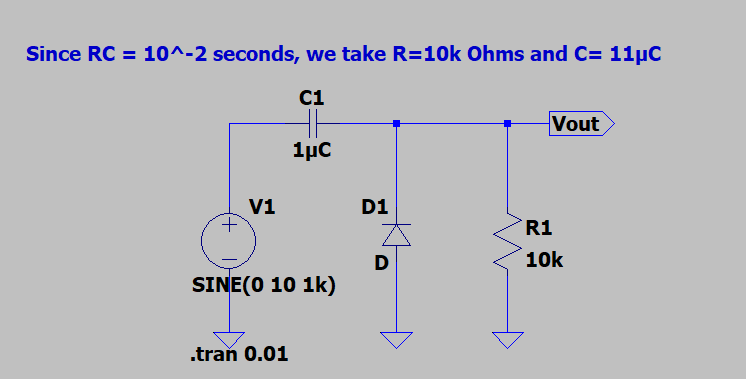 Since RC = 10^-2 seconds, we take R=10k Ohms and C= 11µC
C1
Vout
1µC
V1
D1
R1
D
10k
SINE(0 10 1k)
.tran 0.01